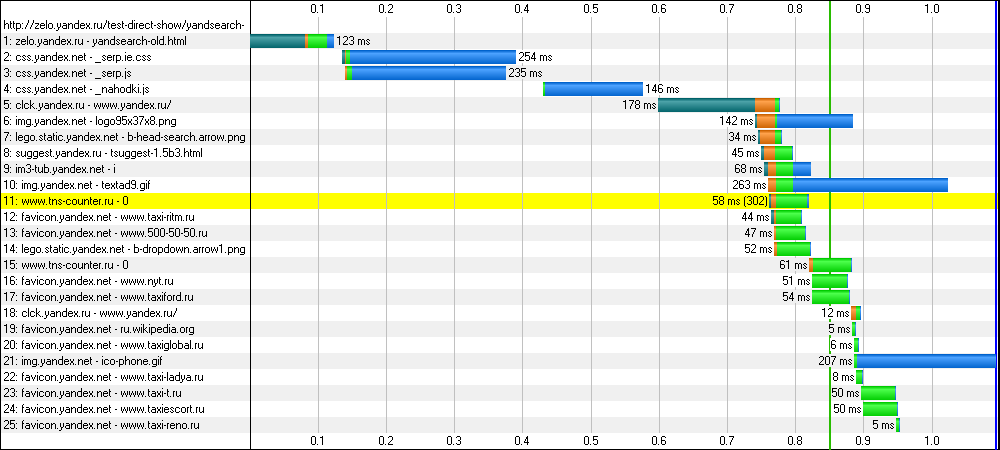 0.1 0.2 0.3 0.4 0.5 0.6 0.7 0.8 0.9 1.0
http://zelo.yandex.ru/test-direct-show/yandsearch-
1: zelo.yandex.ru - yandsearch-old.html 123 ms
2: css.yandex.net - _serp.ie.css 254 ms
3: css.yandex.net - _serp.js 235 ms
4: css.yandex.net - _nahodki.js 146 ms
5: clck.yandex.ru - www.yandex.ru/ 178 ms
6: img.yandex.net - logo95x37x8.png 142 ms
7: lego.static.yandex.net - b-head-search.arrow.png 34 ms
8: suggest.yandex.ru - tsuggest-1.5b3.html 45 ms
9: im3-tub.yandex.net - i 68 ms
10: img.yandex.net - textad9.gif 263 ms
11: www.tns-counter.ru - 0 58 ms (302)
12: favicon.yandex.net - www.taxi-ritm.ru 44 ms
13: favicon.yandex.net - www.500-50-50.ru 47 ms
14: lego.static.yandex.net - b-dropdown.arrow1.png 52 ms
15: www.tns-counter.ru - 0 61 ms
16: favicon.yandex.net - www.nyt.ru 51 ms
17: favicon.yandex.net - www.taxiford.ru 54 ms
18: clck.yandex.ru - www.yandex.ru/ 12 ms
19: favicon.yandex.net - ru.wikipedia.org 5 ms
20: favicon.yandex.net - www.taxiglobal.ru 6 ms
21: img.yandex.net - ico-phone.gif 207 ms
22: favicon.yandex.net - www.taxi-ladya.ru 8 ms
23: favicon.yandex.net - www.taxi-t.ru 50 ms
24: favicon.yandex.net - www.taxiescort.ru 50 ms
25: favicon.yandex.net - www.taxi-reno.ru 5 ms
0.1 0.2 0.3 0.4 0.5 0.6 0.7 0.8 0.9 1.0